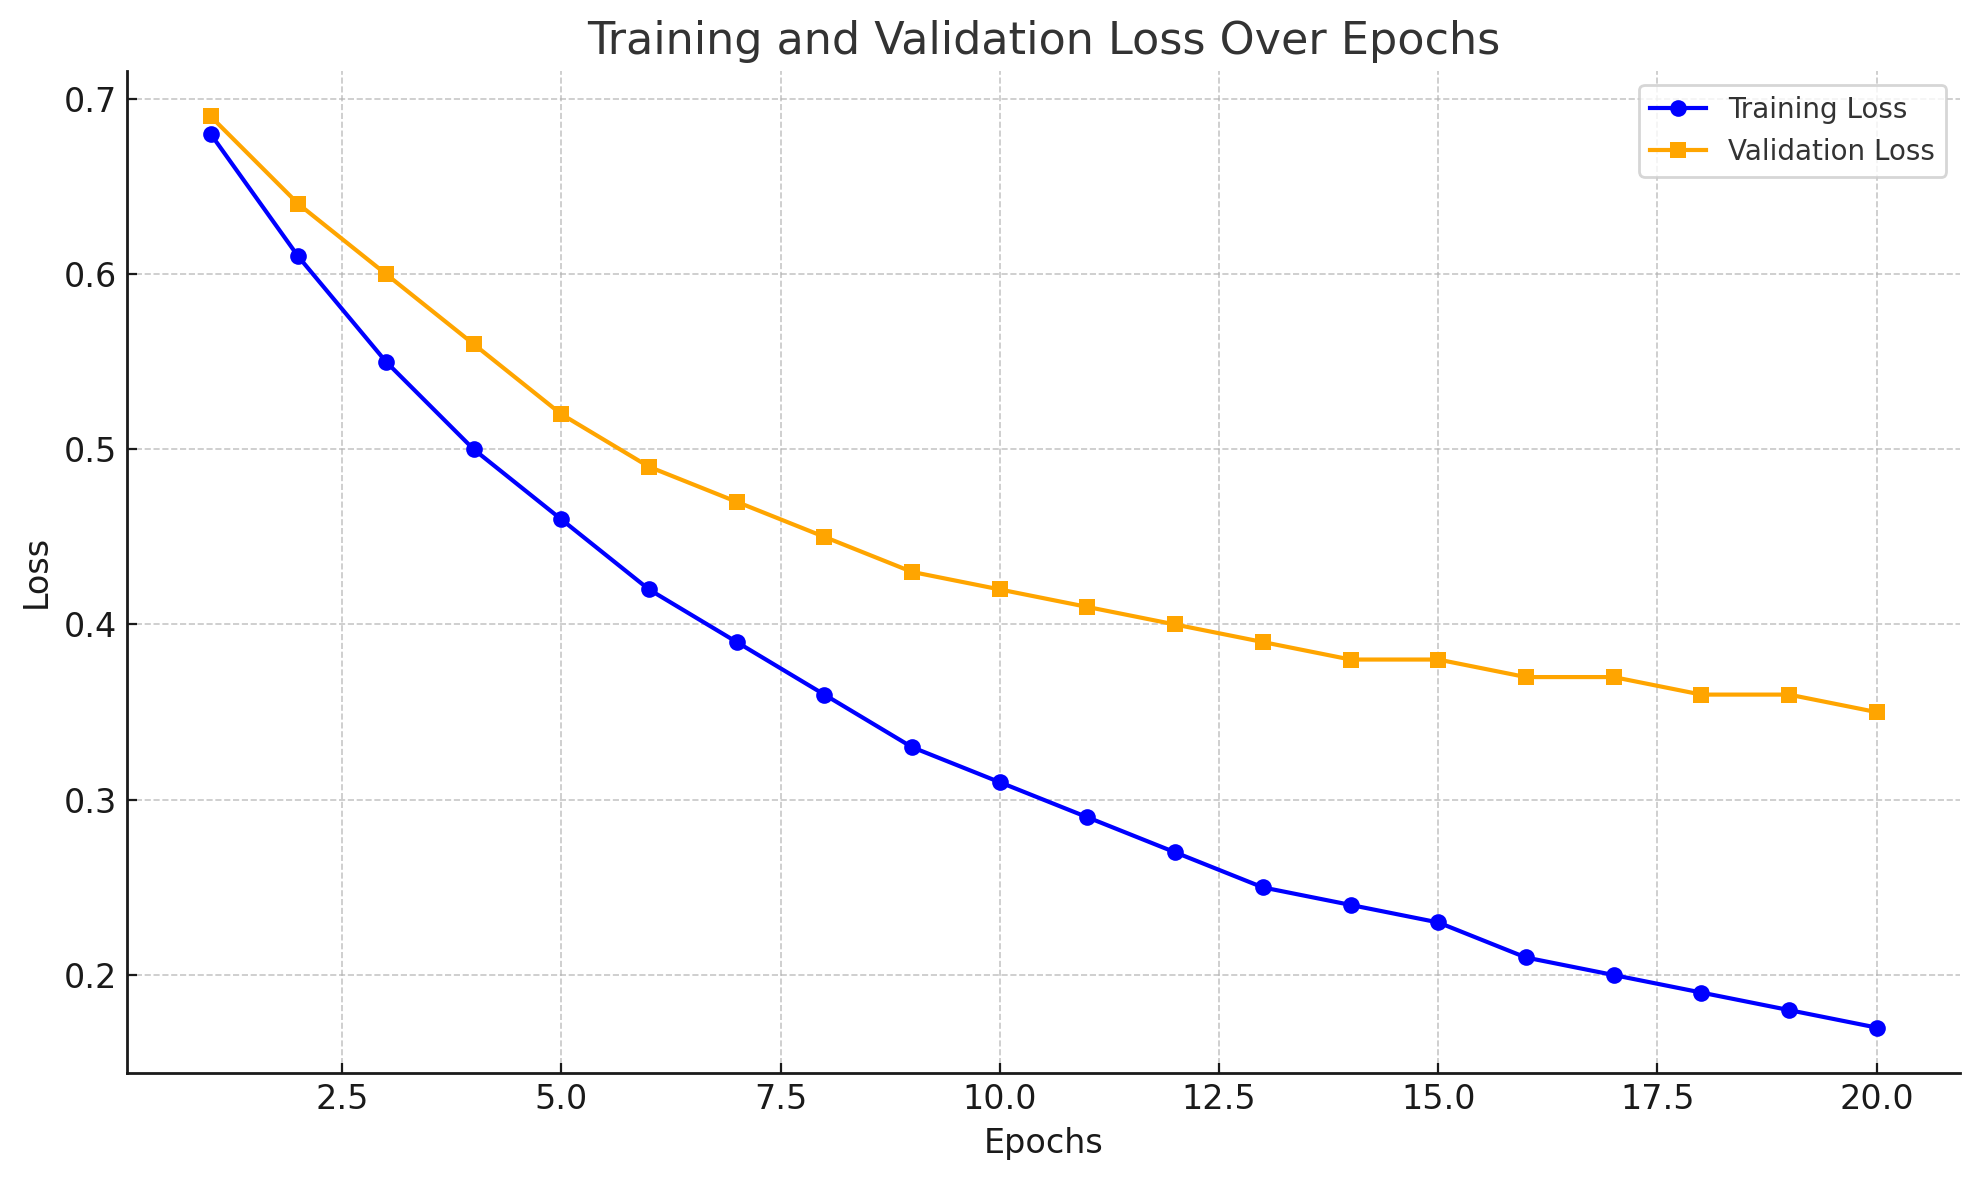 Training and Validation Loss Over Epochs
Training Loss
Validation Loss
Loss
0.7
0.6
0.5
0.4
0.3
0.2
2.5 5.0 7.5 10.0 12.5 15.0 17.5 20.0
Epochs